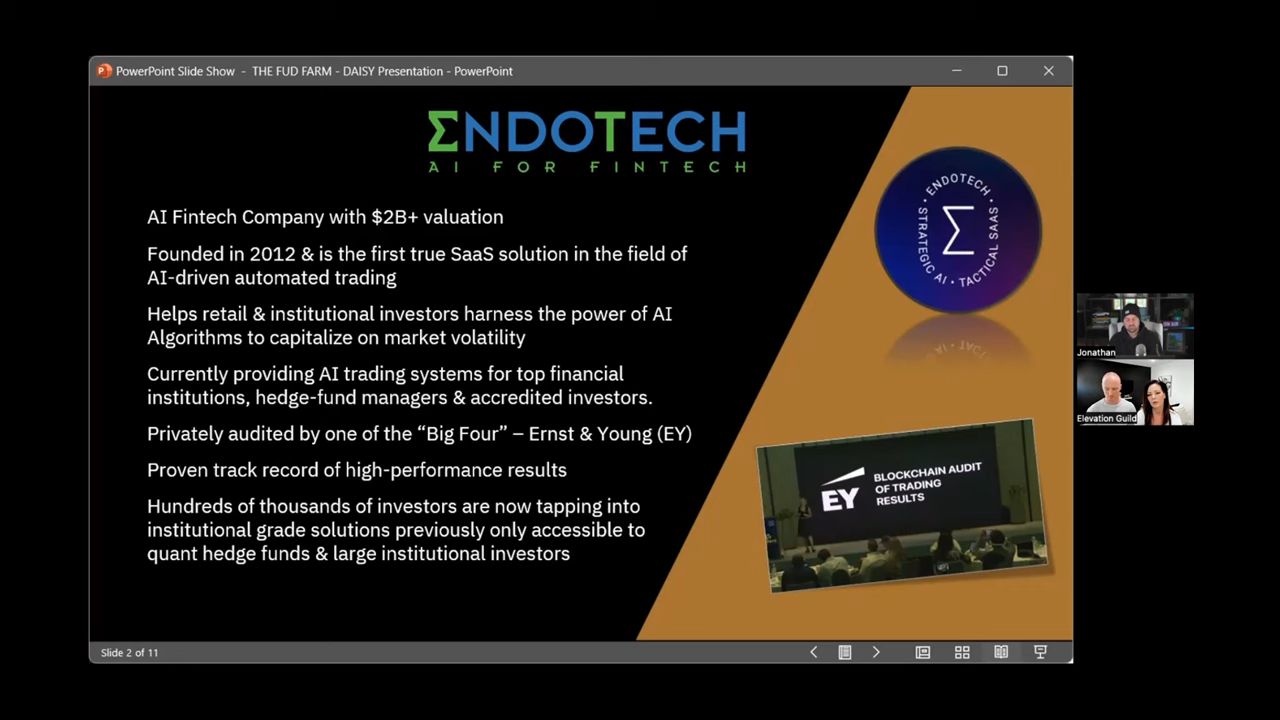 PowerPoint Slide Show - THE FUD FARM - DAISY Presentation - PowerPoint
ΣNDOTECH
AI FOR FINTECH
AI Fintech Company with $2B+ valuation
Founded in 2012 & is the first true SaaS solution in the field of
AI-driven automated trading
Helps retail & institutional investors harness the power of AI
Algorithms to capitalize on market volatility
Currently providing AI trading systems for top financial
institutions, hedge-fund managers & accredited investors.
Privately audited by one of the “Big Four” – Ernst & Young (EY)
Proven track record of high-performance results
Hundreds of thousands of investors are now tapping into
institutional grade solutions previously only accessible to
quant hedge funds & large institutional investors
• ENDOTECH •
STRATEGIC AI • TACTICAL SAAS
Σ
EY
BLOCKCHAIN AUDIT
OF TRADING
RESULTS
Jonathan
Elevation Guild
Slide 2 of 11